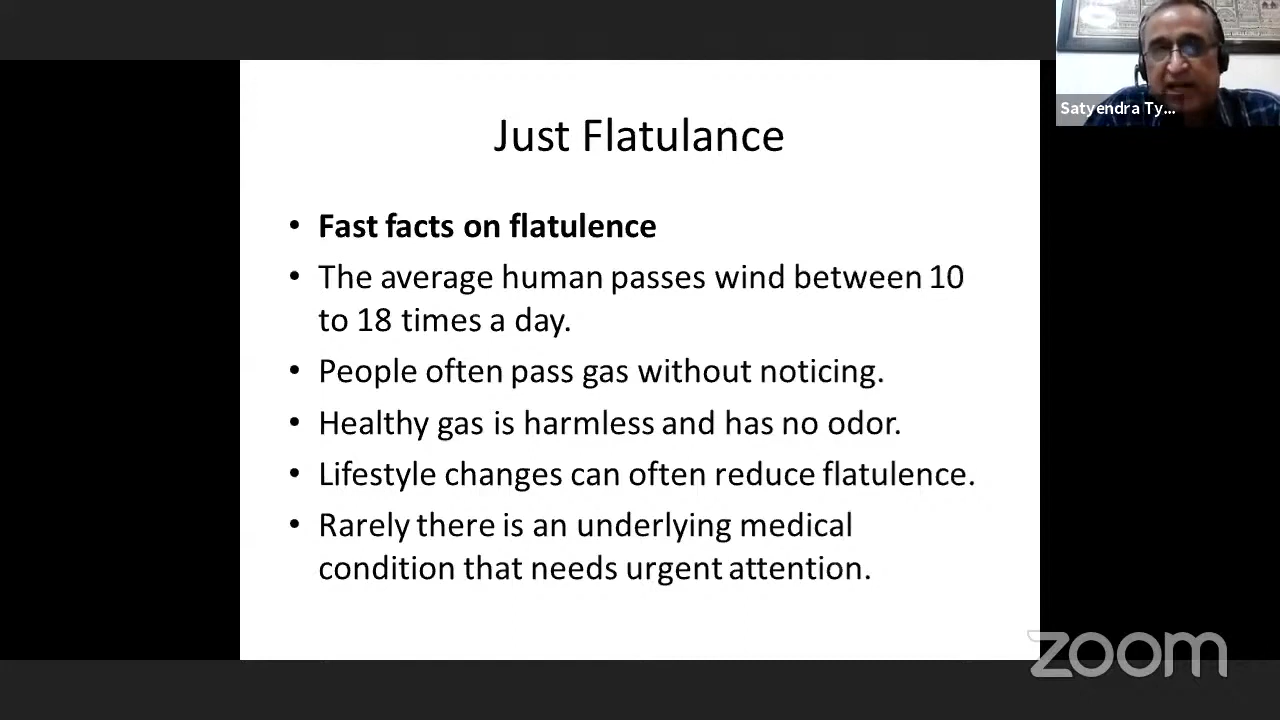 Satyendra Ty...
Just Flatulance
• Fast facts on flatulence
• The average human passes wind between 10
to 18 times a day.
• People often pass gas without noticing.
• Healthy gas is harmless and has no odor.
• Lifestyle changes can often reduce flatulence.
• Rarely there is an underlying medical
condition that needs urgent attention.
zoom